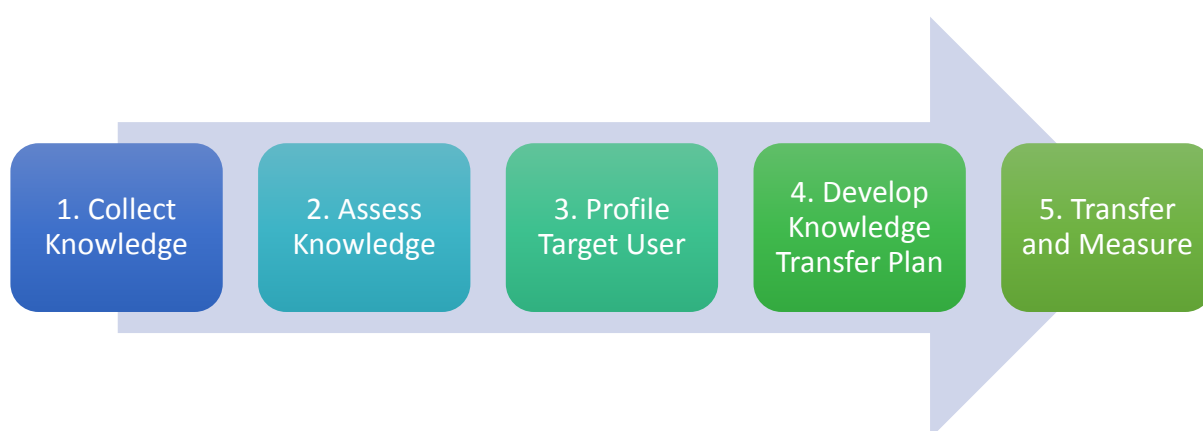 1. Collect
Knowledge
2. Assess
Knowledge
3. Profile
Target User
4. Develop
Knowledge
Transfer Plan
5. Transfer
and Measure